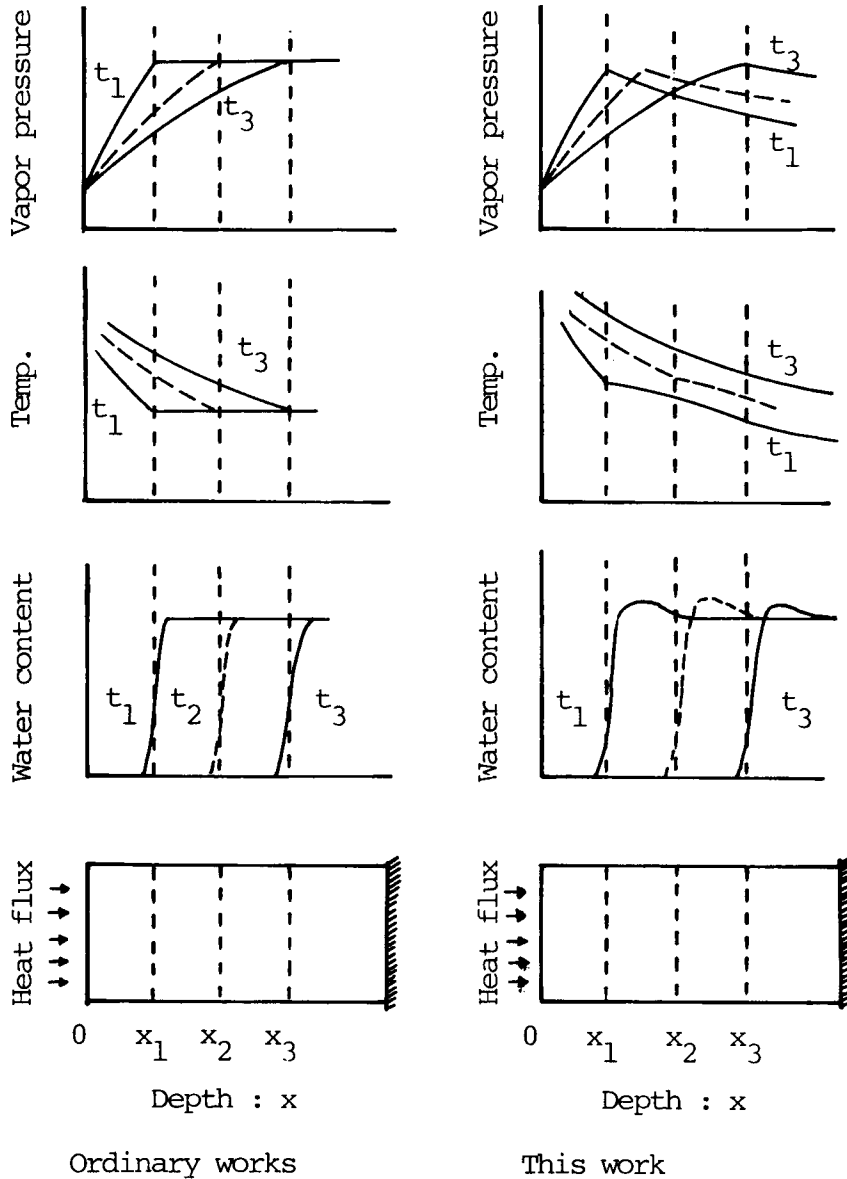 Vapor pressure
t1
t3
Temp.
t1
t3
Water content
t1
t2
t3
Heat flux
0
x1
x2
x3
Depth : x
Ordinary works
Vapor pressure
t3
t1
Temp.
t3
t1
Water content
t1
t3
Heat flux
0
x1
x2
x3
Depth : x
This work